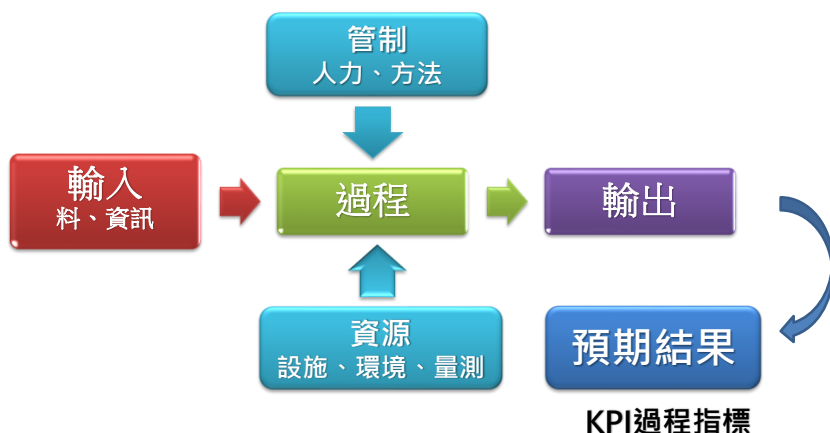 管制
人力、方法
輸入
料、資訊
過程
輸出
資源
設施、環境、量測
預期結果
KPI過程指標